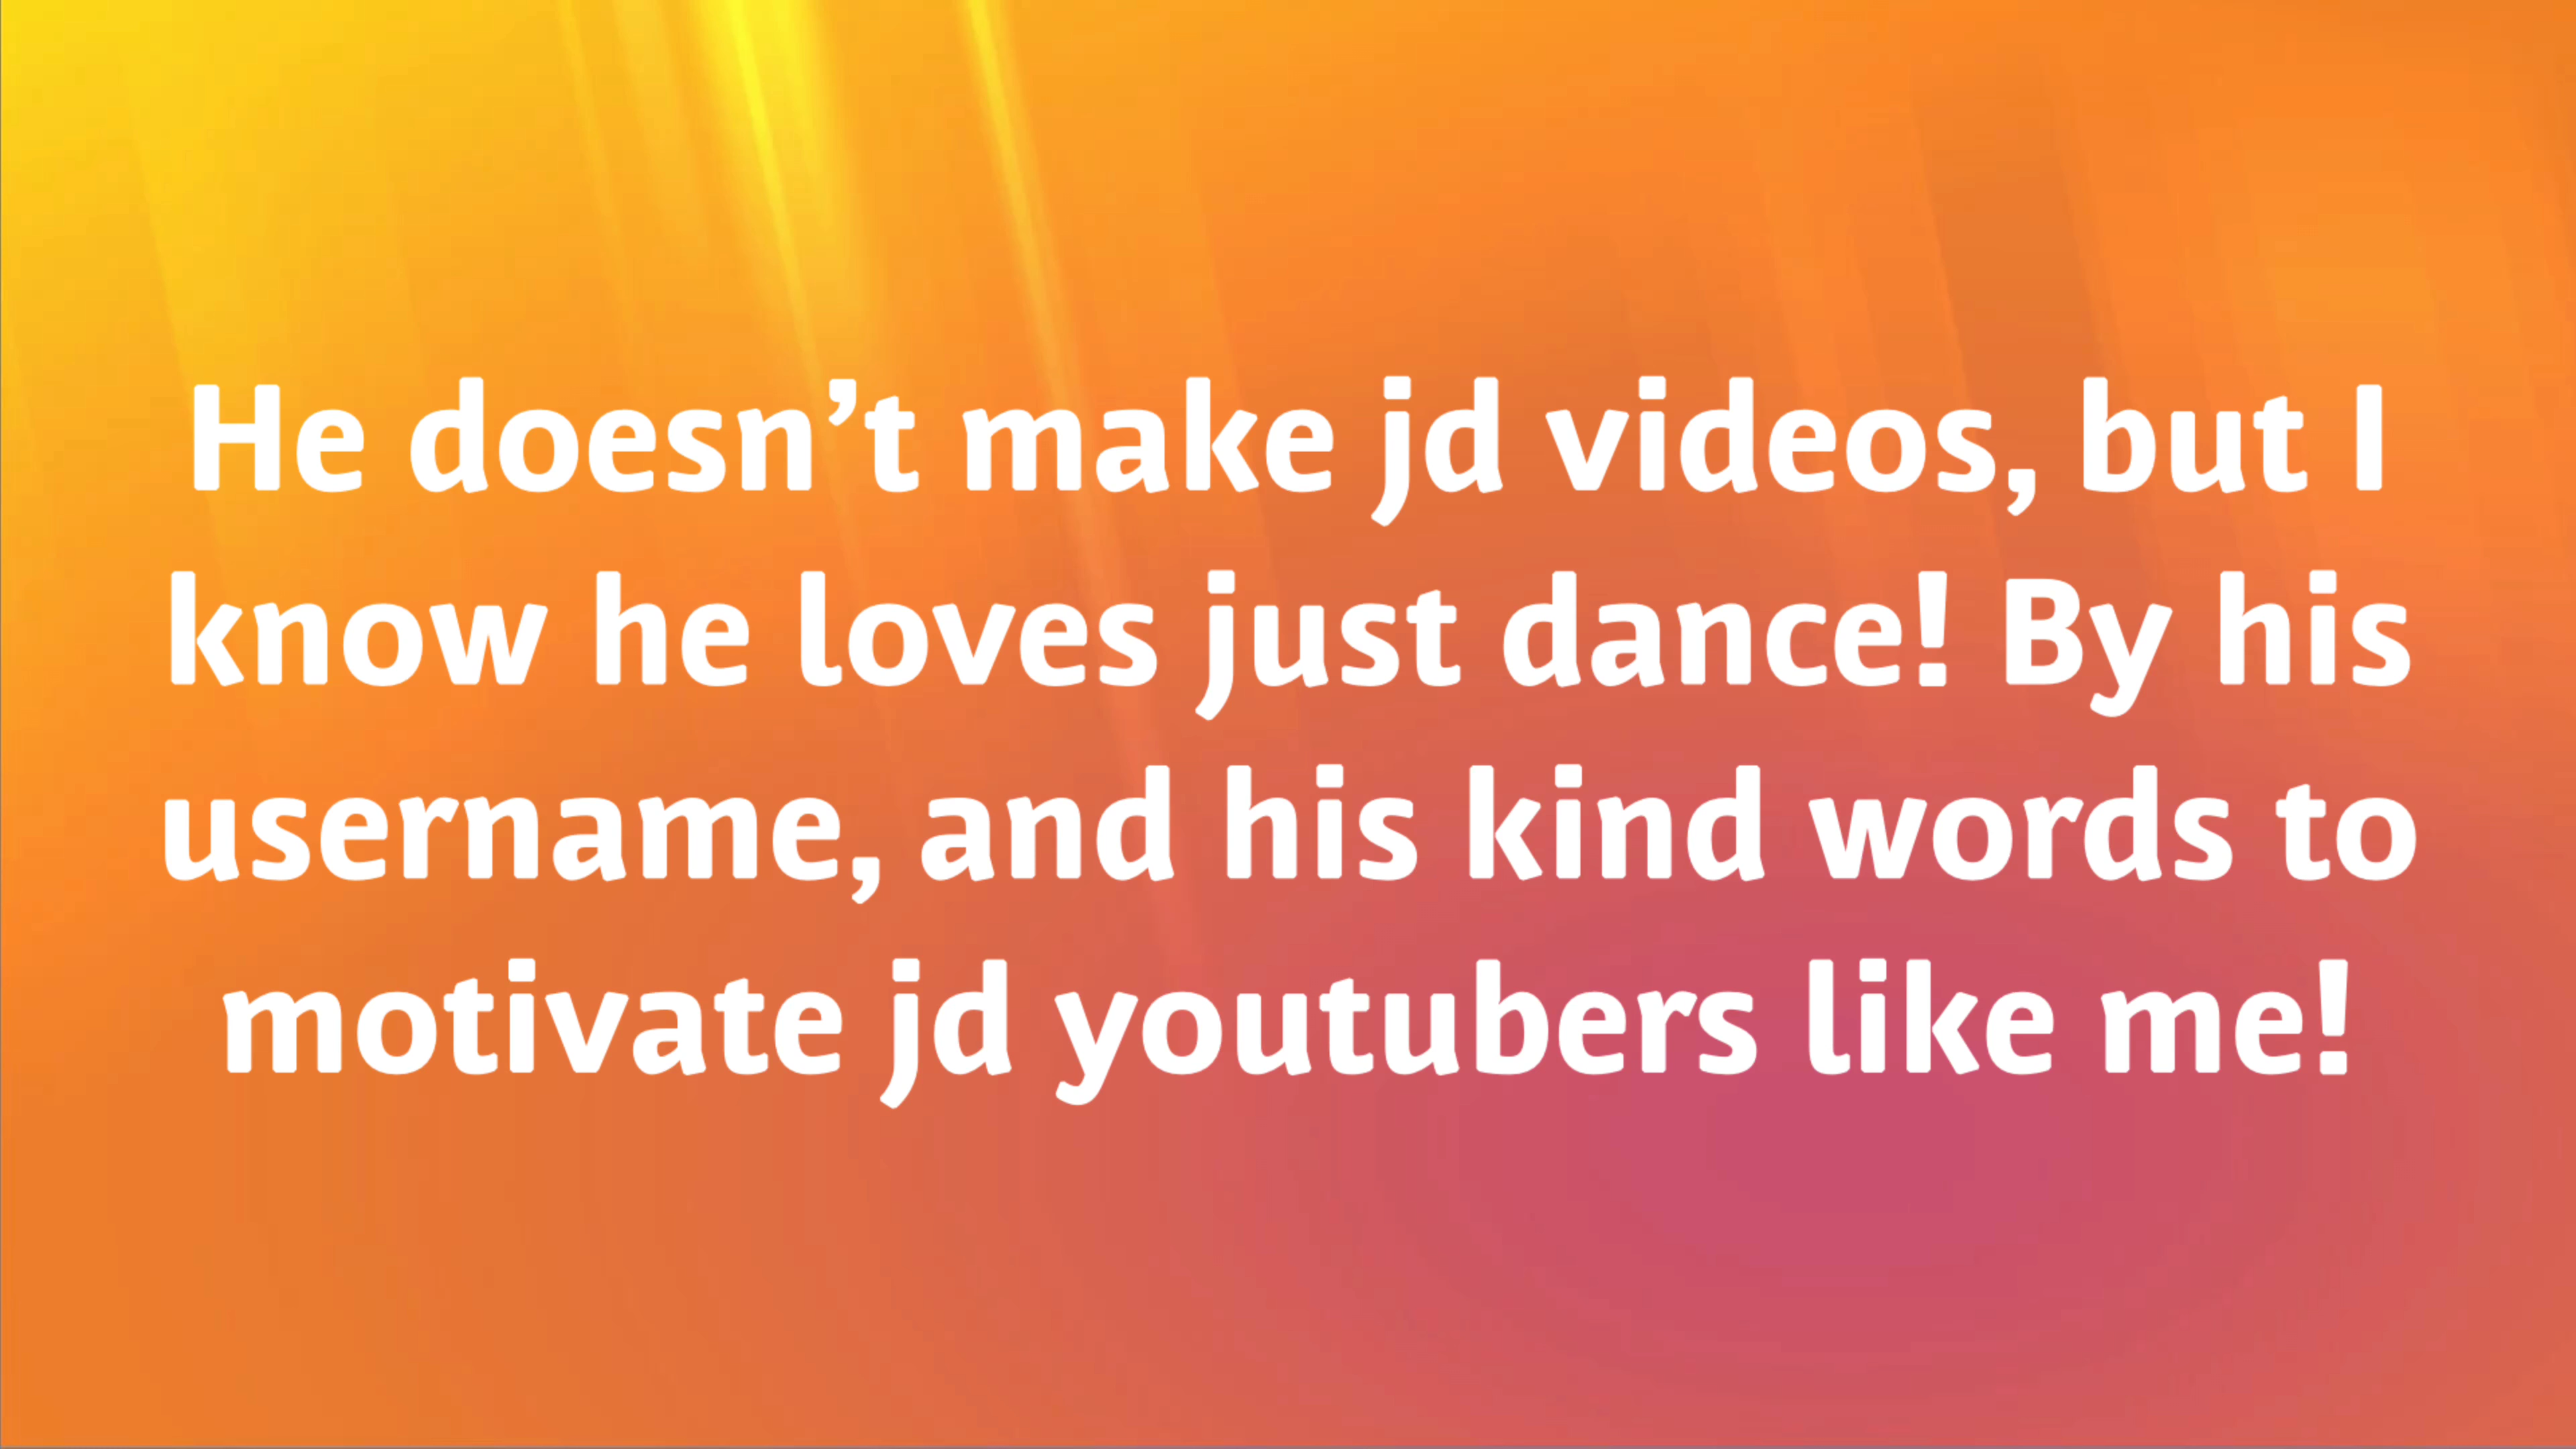 He doesn’t make jd videos, but I
know he loves just dance! By his
username, and his kind words to
motivate jd youtubers like me!